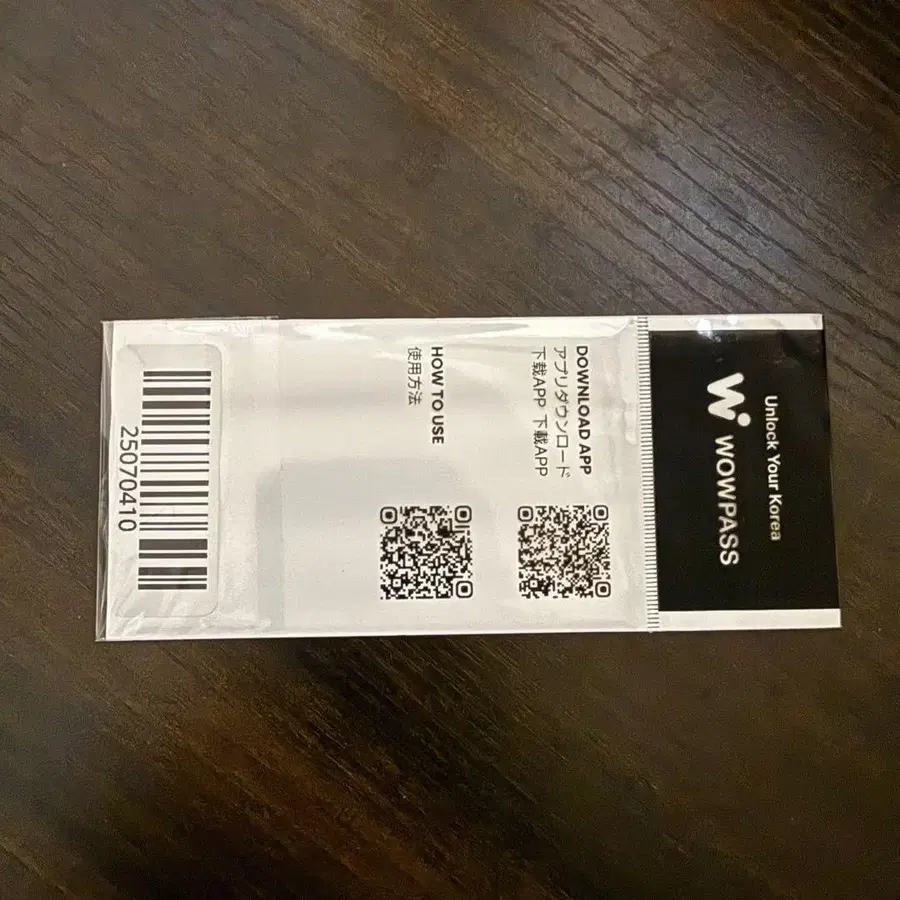 Unlock Your Korea
WOWPASS
DOWNLOAD APP
アプリダウンロード
下载APP 下載APP
HOW TO USE
使用方法
25070410